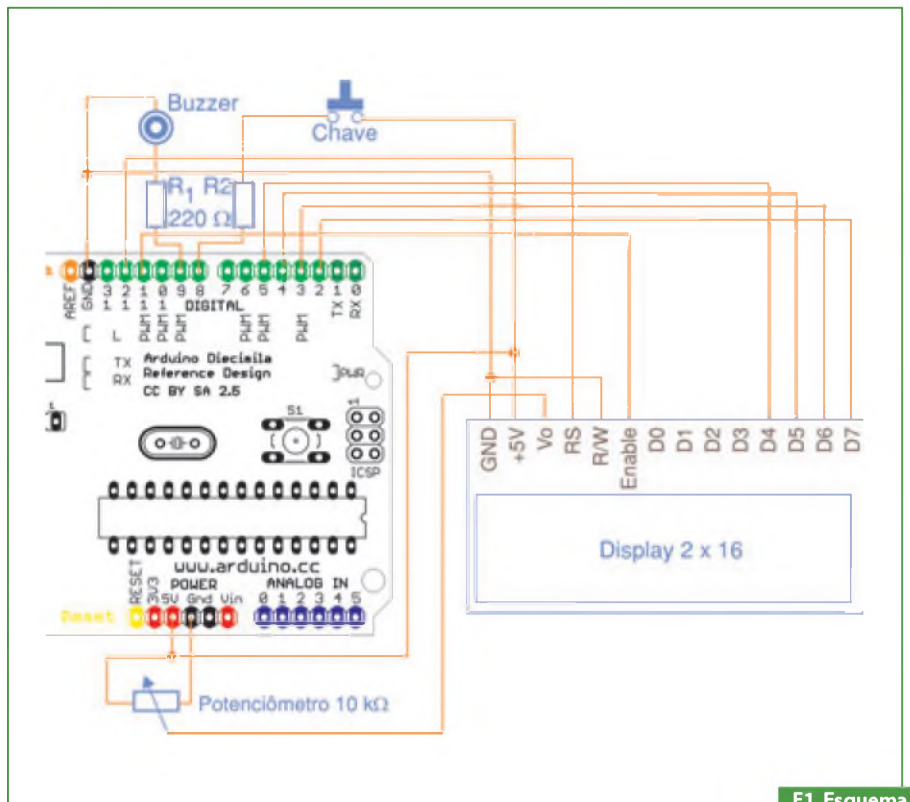 Buzzer
Chave
R1 R2
220 Ω
AREF
GND
13
12
11
10
9
8
7
6
5
4
3
2
1
0
PWM
PWM
PWM
PWM
PWM
PWM
TX
RX
DIGITAL
L
TX
RX
Arduino Diecimila
Reference Design
CC BY SA 2.5
PWR
S1
1
ICSP
www.arduino.cc
POWER
ANALOG IN
RESET
3V3
5V
Gnd
Vin
0 1 2 3 4 5
Reset
Potenciômetro 10 kΩ
GND
+5V
Vo
RS
R/W
Enable
D0
D1
D2
D3
D4
D5
D6
D7
Display 2 x 16
F1. Esquema